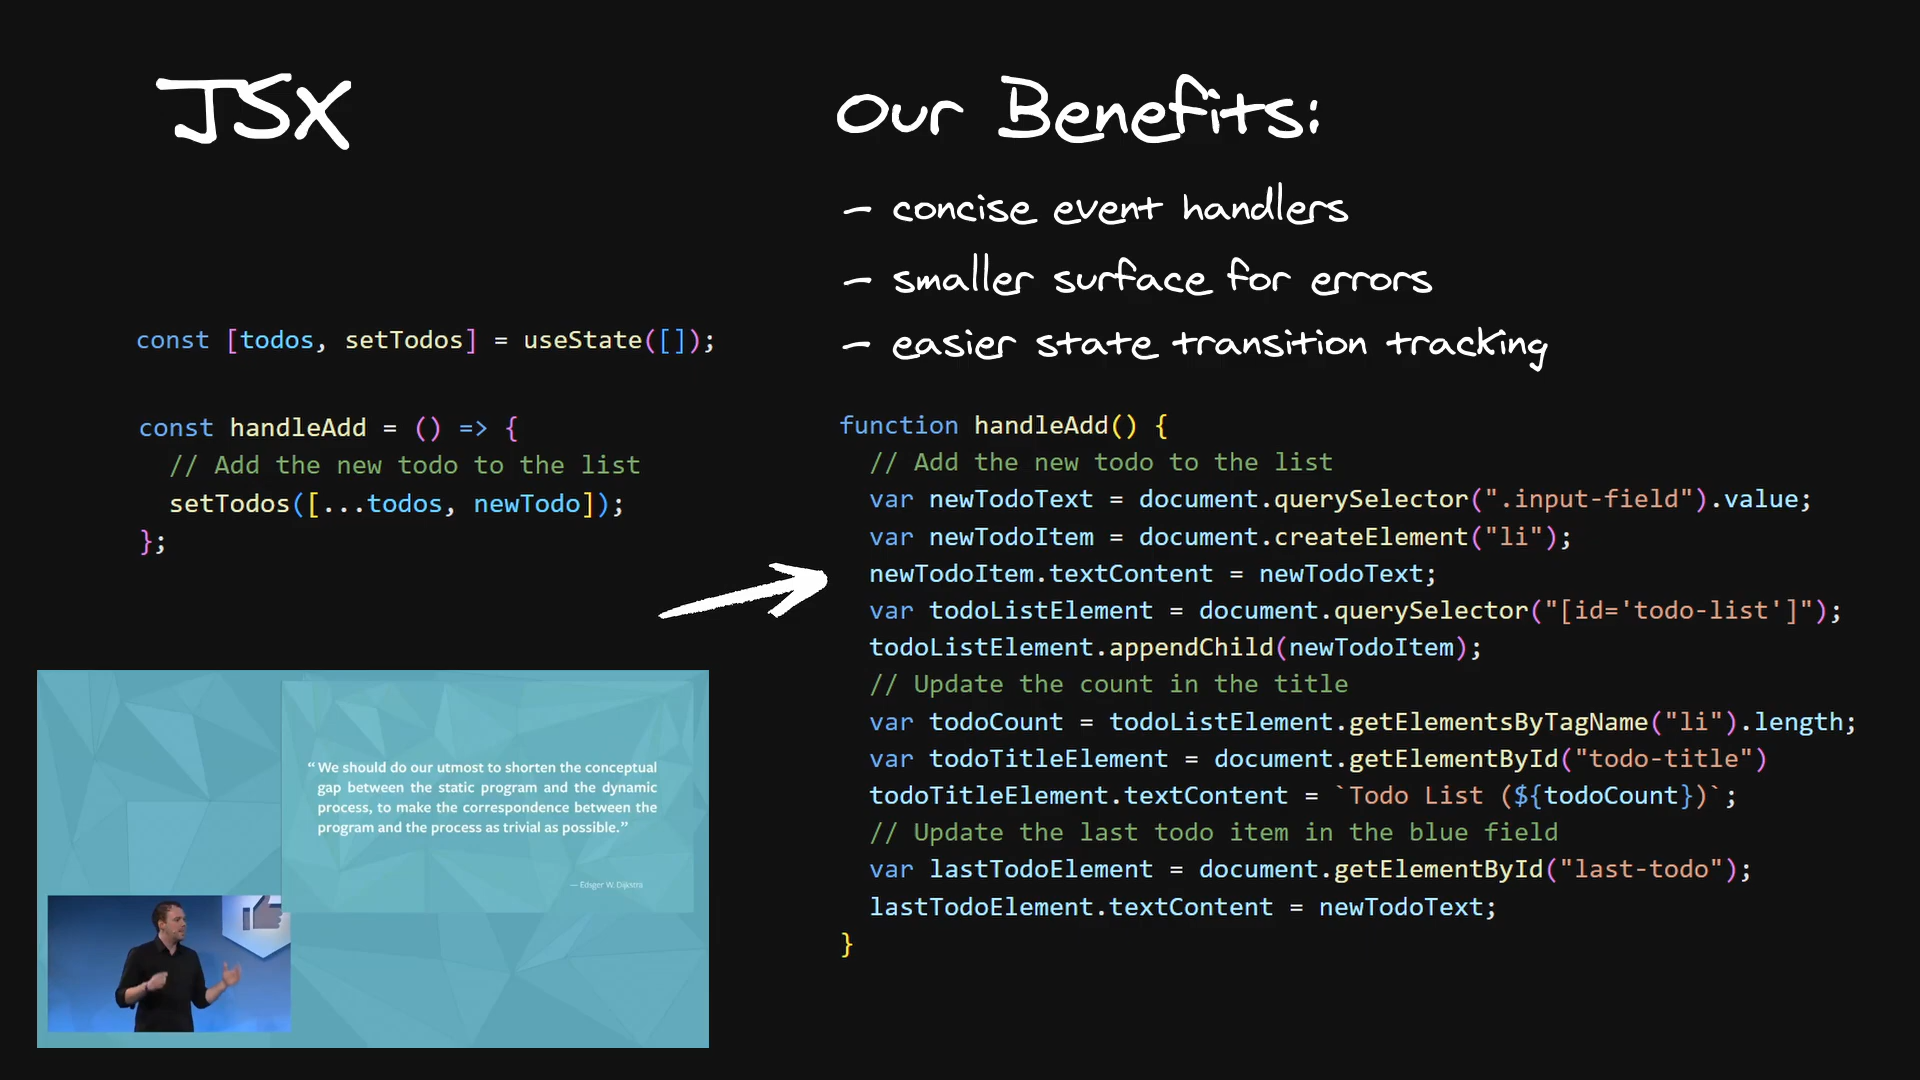 JSX
const [todos, setTodos] = useState([]);
const handleAdd = () => {
// Add the new todo to the list
setTodos([...todos, newTodo]);
};
Our Benefits:
- concise event handlers
- smaller surface for errors
- easier state transition tracking
function handleAdd() {
// Add the new todo to the list
var newTodoText = document.querySelector(".input-field").value;
var newTodoItem = document.createElement("li");
newTodoItem.textContent = newTodoText;
var todoListElement = document.querySelector("[id='todo-list']");
todoListElement.appendChild(newTodoItem);
// Update the count in the title
var todoCount = todoListElement.getElementsByTagName("li").length;
var todoTitleElement = document.getElementById("todo-title")
todoTitleElement.textContent = `Todo List (${todoCount})`;
// Update the last todo item in the blue field
var lastTodoElement = document.getElementById("last-todo");
lastTodoElement.textContent = newTodoText;
}
“We should do our utmost to shorten the conceptual
gap between the static program and the dynamic
process, to make the correspondence between the
program and the process as trivial as possible.”
— Edsger W. Dijkstra